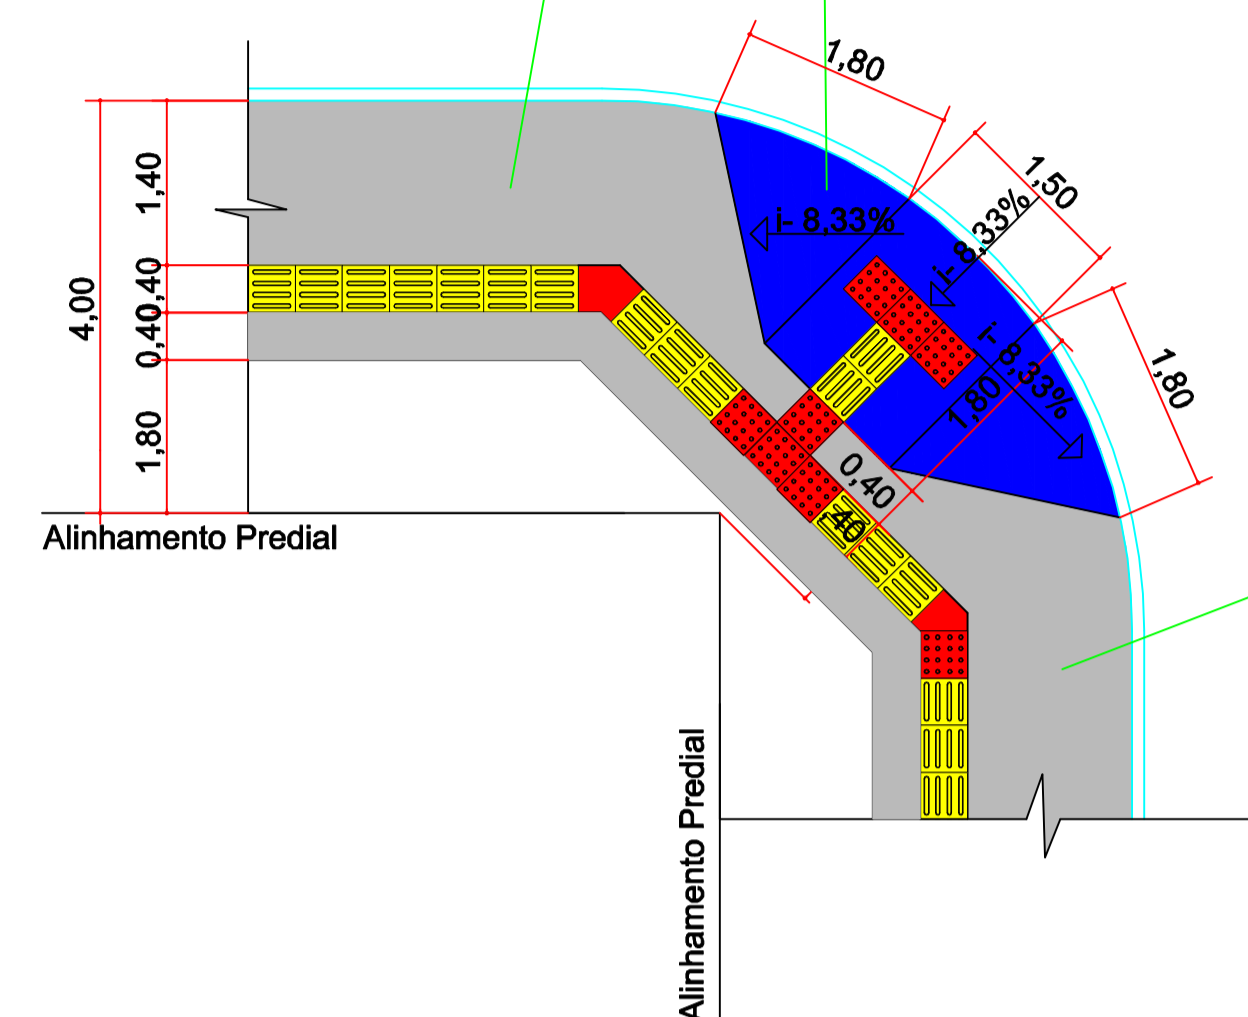 1,80
1,50
1,80
i- 8,33%
i- 8,33%
i- 8,33%
1,80
0,40
,40
4,00
1,40
0,40
0,40
1,80
Alinhamento Predial
Alinhamento Predial